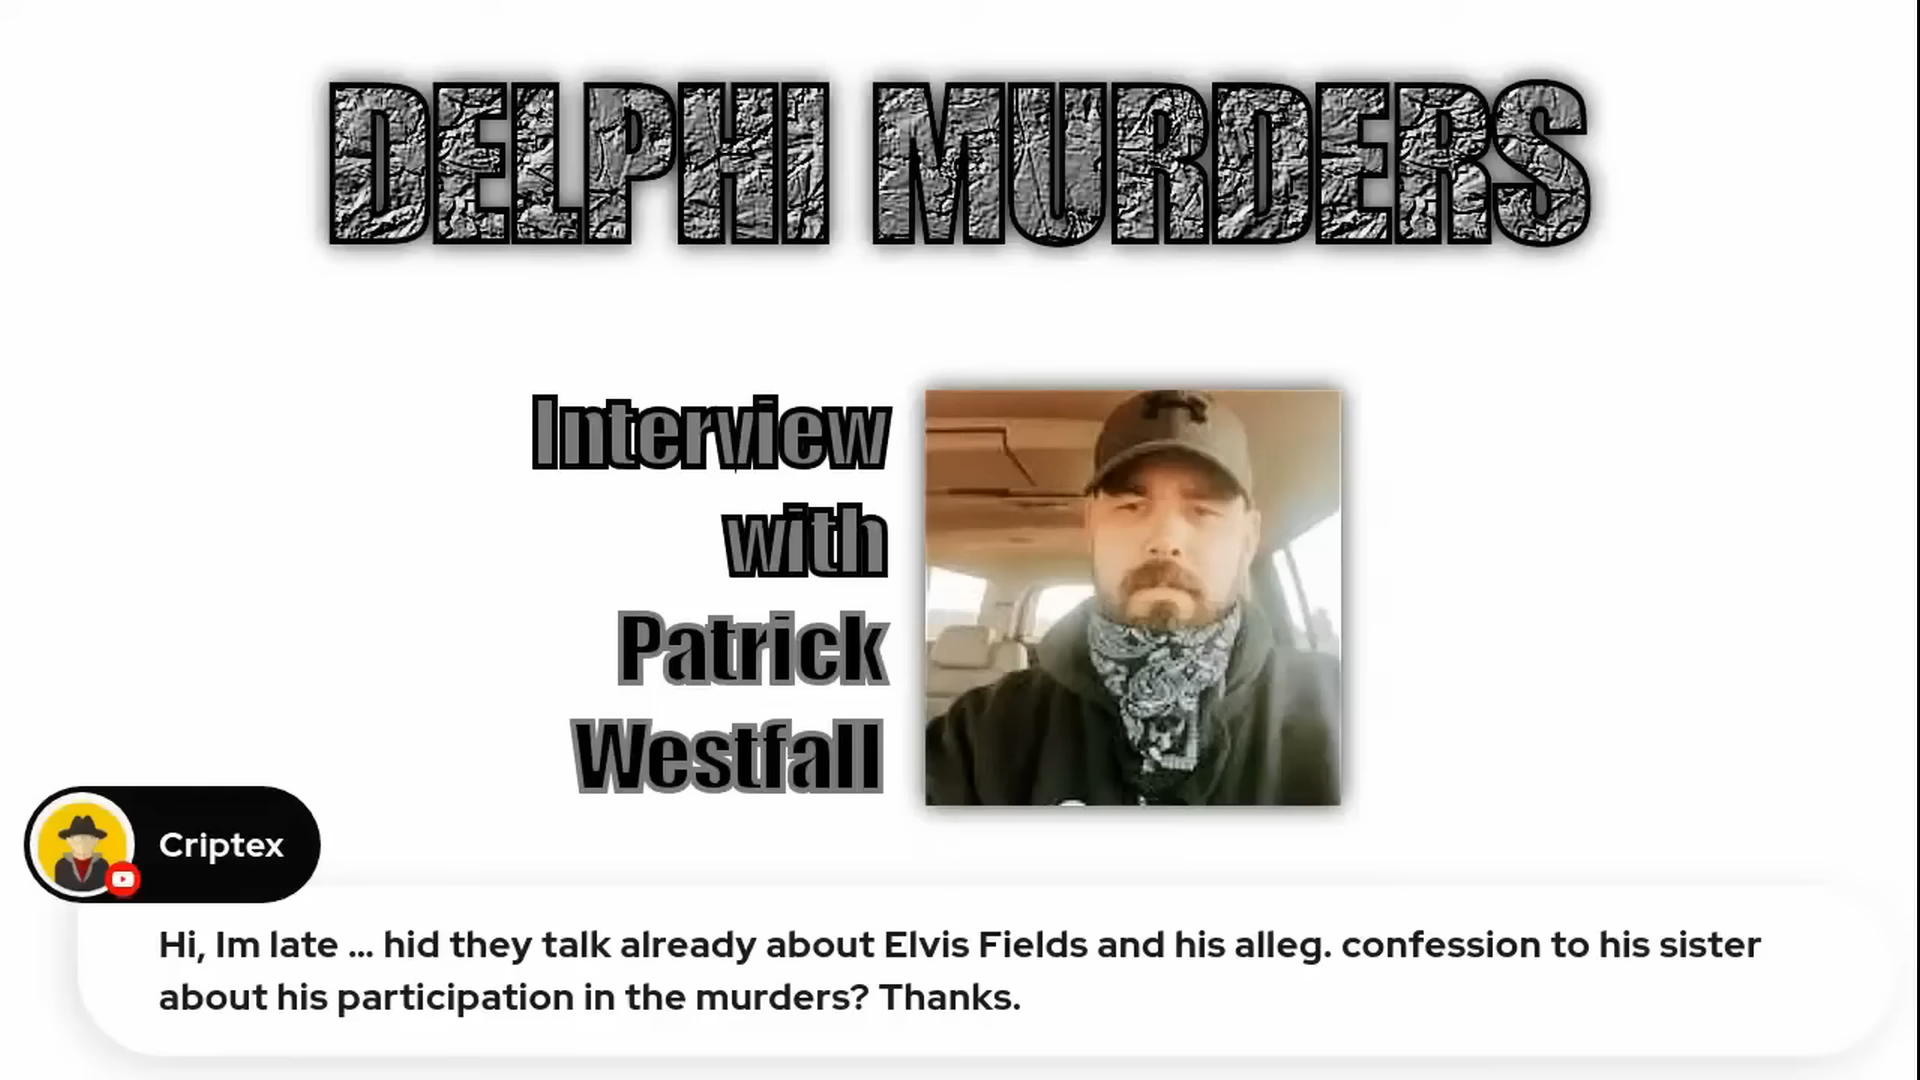 DELPHI MURDERS
Interview
with
Patrick
Westfall
Criptex
Hi, Im late ... hid they talk already about Elvis Fields and his alleg. confession to his sister
about his participation in the murders? Thanks.